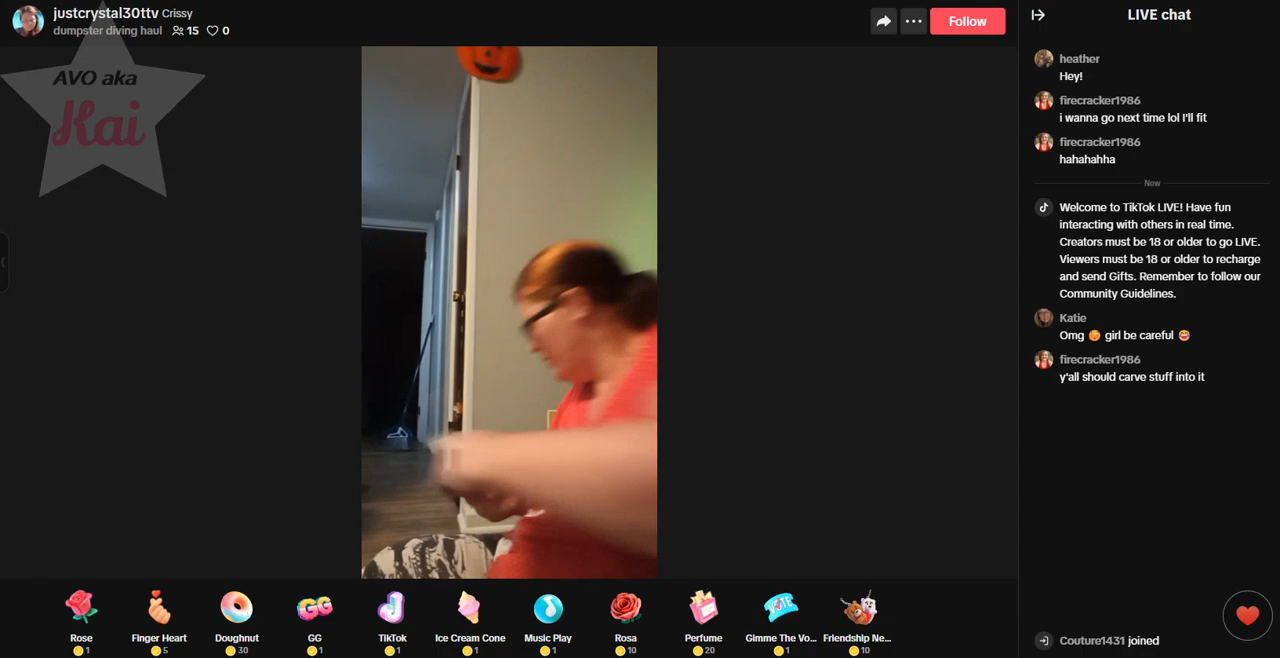 justcrystal30ttv Crissy
dumpster diving haul 15 0
Follow
AVO aka
Kai
LIVE chat
heather
Hey!
firecracker1986
i wanna go next time lol I'll fit
firecracker1986
hahahahha
New
Welcome to TikTok LIVE! Have fun
interacting with others in real time.
Creators must be 18 or older to go LIVE.
Viewers must be 18 or older to recharge
and send Gifts. Remember to follow our
Community Guidelines.
Katie
Omg 🥵 girl be careful 🤩
firecracker1986
y'all should carve stuff into it
Couture1431 joined
GG
VOTE
Rose Finger Heart Doughnut GG TikTok Ice Cream Cone Music Play Rosa Perfume Gimme The Vo... Friendship Ne...
1 5 30 1 1 1 1 10 20 1 10